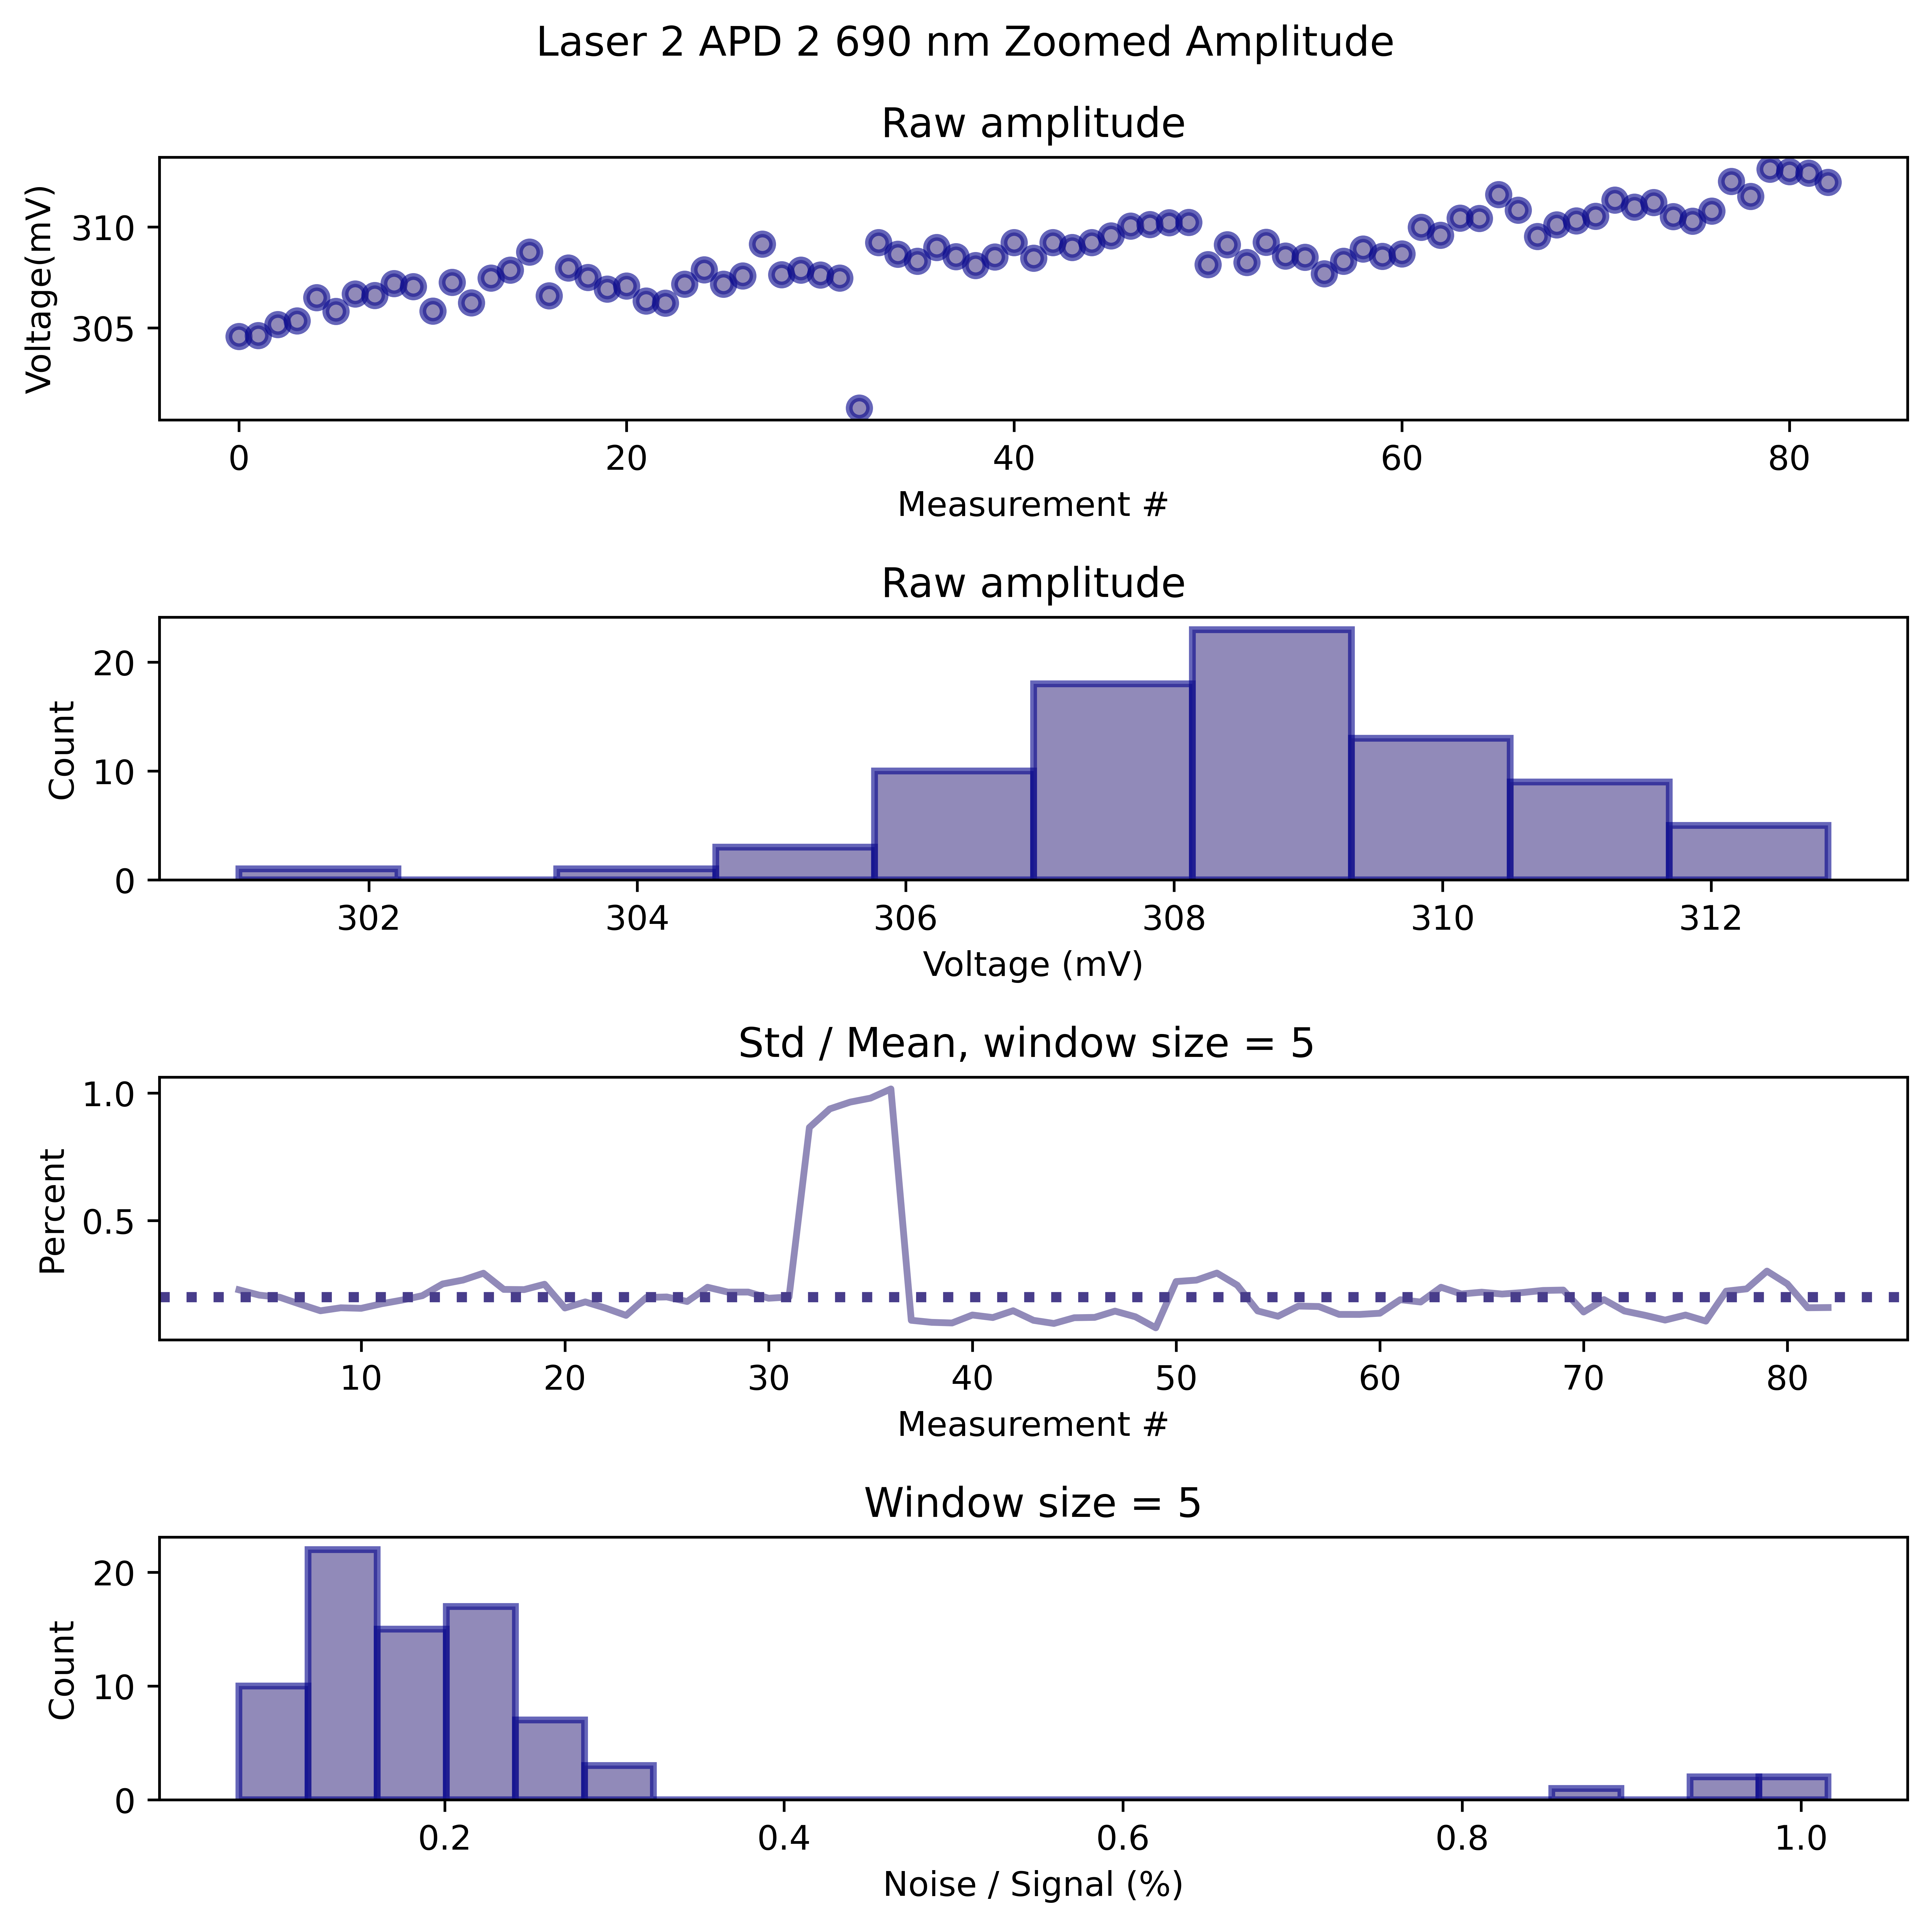 Laser 2 APD 2 690 nm Zoomed Amplitude
Raw amplitude
Voltage(mV)
310
305
0 20 40 60 80
Measurement #
Raw amplitude
Count
20
10
0
302 304 306 308 310 312
Voltage (mV)
Std / Mean, window size = 5
Percent
1.0
0.5
10 20 30 40 50 60 70 80
Measurement #
Window size = 5
Count
20
10
0
0.2 0.4 0.6 0.8 1.0
Noise / Signal (%)